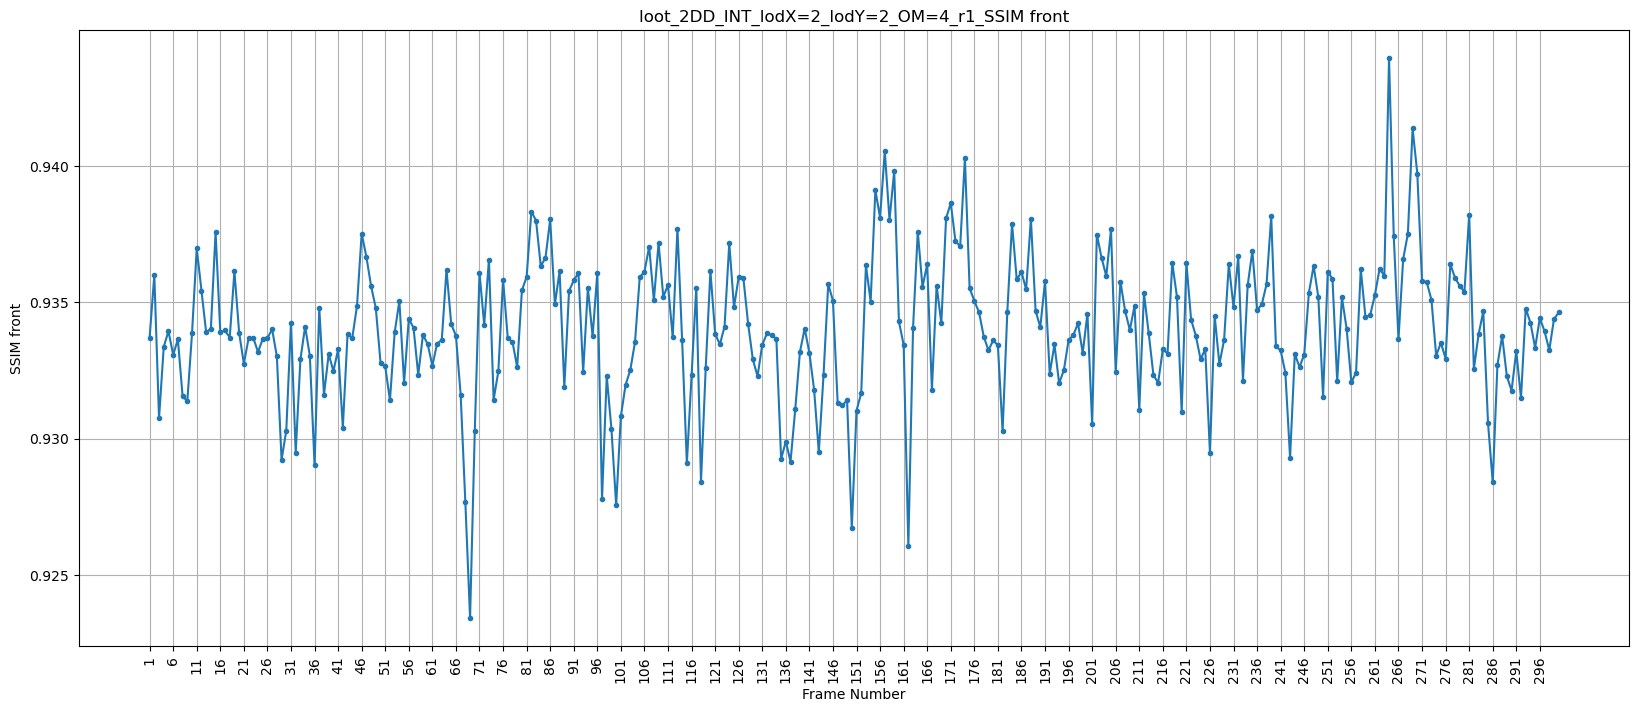 loot_2DD_INT_lodX=2_lodY=2_OM=4_r1_SSIM front
SSIM front
0.940
0.935
0.930
0.925
1 6 11 16 21 26 31 36 41 46 51 56 61 66 71 76 81 86 91 96 101 106 111 116 121 126 131 136 141 146 151 156 161 166 171 176 181 186 191 196 201 206 211 216 221 226 231 236 241 246 251 256 261 266 271 276 281 286 291 296
Frame Number